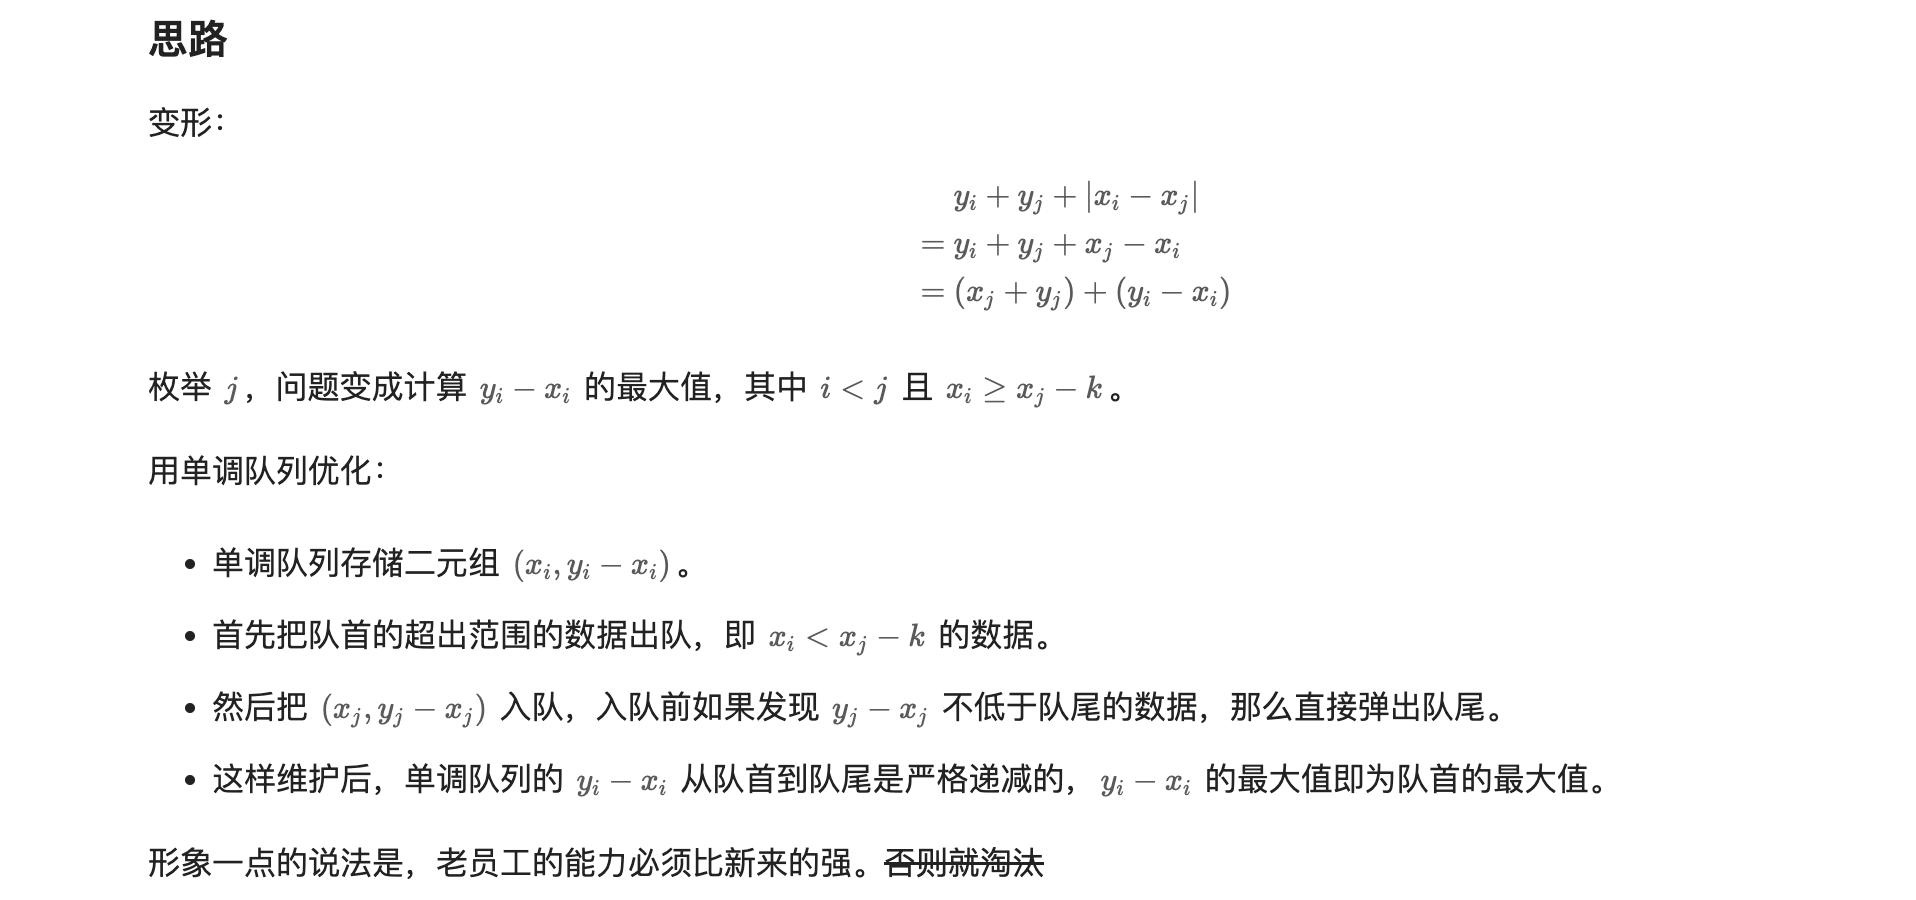 思路
变形：
y_i + y_j + |x_i − x_j|
= y_i + y_j + x_j − x_i
= (x_j + y_j) + (y_i − x_i)
枚举 j，问题变成计算 y_i − x_i 的最大值，其中 i < j 且 x_i ≥ x_j − k。
用单调队列优化：
• 单调队列存储二元组 (x_i, y_i − x_i)。
• 首先把队首的超出范围的数据出队，即 x_i < x_j − k 的数据。
• 然后把 (x_j, y_j − x_j) 入队，入队前如果发现 y_j − x_j 不低于队尾的数据，那么直接弹出队尾。
• 这样维护后，单调队列的 y_i − x_i 从队首到队尾是严格递减的， y_i − x_i 的最大值即为队首的最大值。
形象一点的说法是，老员工的能力必须比新来的强。否则就淘汰